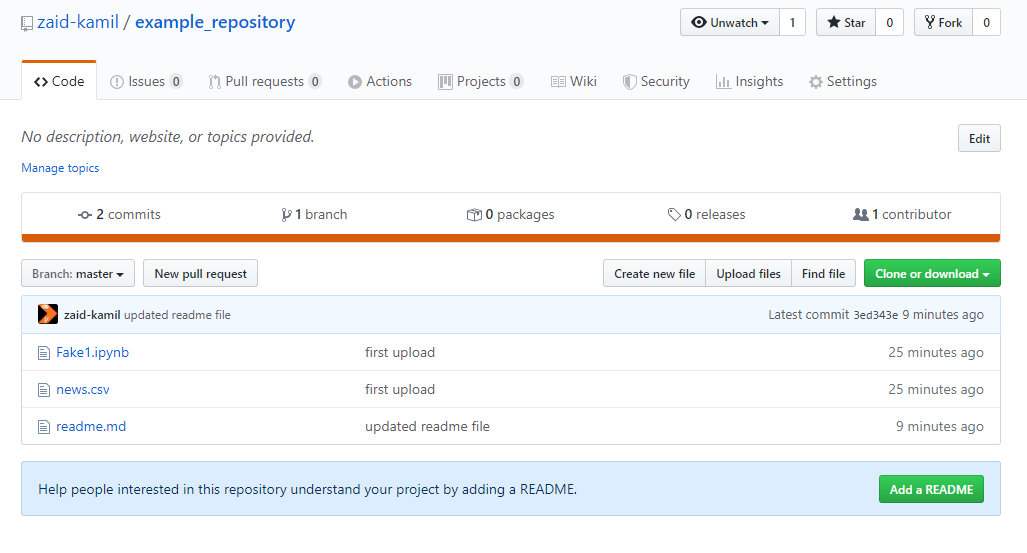 zaid-kamil / example_repository Unwatch 1 Star 0 Fork 0
Code Issues 0 Pull requests 0 Actions Projects 0 Wiki Security Insights Settings
No description, website, or topics provided. Edit
Manage topics
2 commits 1 branch 0 packages 0 releases 1 contributor
Branch: master New pull request Create new file Upload files Find file Clone or download
zaid-kamil updated readme file Latest commit 3ed343e 9 minutes ago
Fake1.ipynb first upload 25 minutes ago
news.csv first upload 25 minutes ago
readme.md updated readme file 9 minutes ago
Help people interested in this repository understand your project by adding a README. Add a README